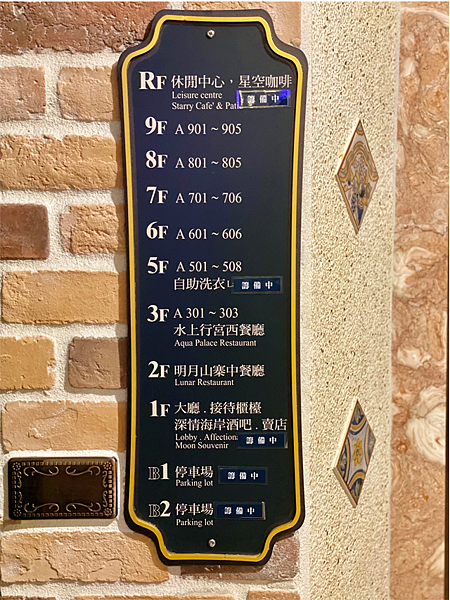 RF 休閒中心，星空咖啡
Leisure centre
Starry Cafe' & Pati
籌備中
9F A 901 ~ 905
8F A 801 ~ 805
7F A 701 ~ 706
6F A 601 ~ 606
5F A 501 ~ 508
自助洗衣L 籌備中
3F A 301 ~ 303
水上行宮西餐廳
Aqua Palace Restaurant
2F 明月山寨中餐廳
Lunar Restaurant
1F 大廳 . 接待櫃檯
深情海岸酒吧 . 賣店
Lobby . Affection
Moon Souvenir 籌備中
B1 停車場 籌備中
Parking lot
B2 停車場 籌備中
Parking lot